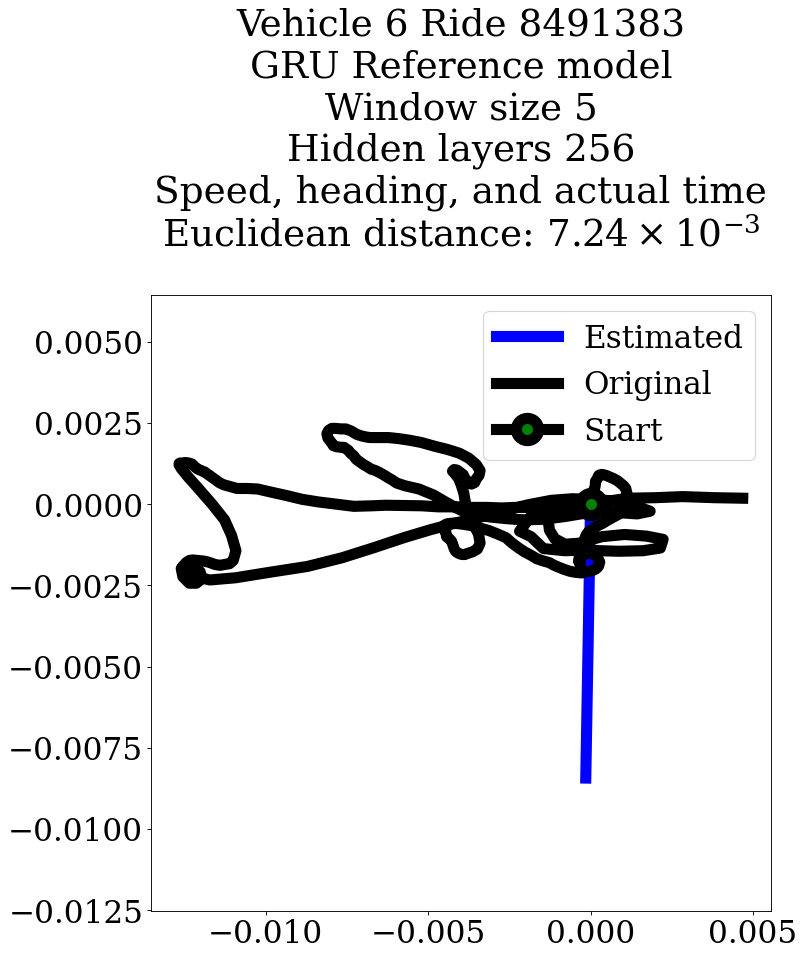 Vehicle 6 Ride 8491383
GRU Reference model
Window size 5
Hidden layers 256
Speed, heading, and actual time
Euclidean distance: 7.24 × 10⁻³
Estimated
Original
Start
0.0050
0.0025
0.0000
−0.0025
−0.0050
−0.0075
−0.0100
−0.0125
−0.010
−0.005
0.000
0.005